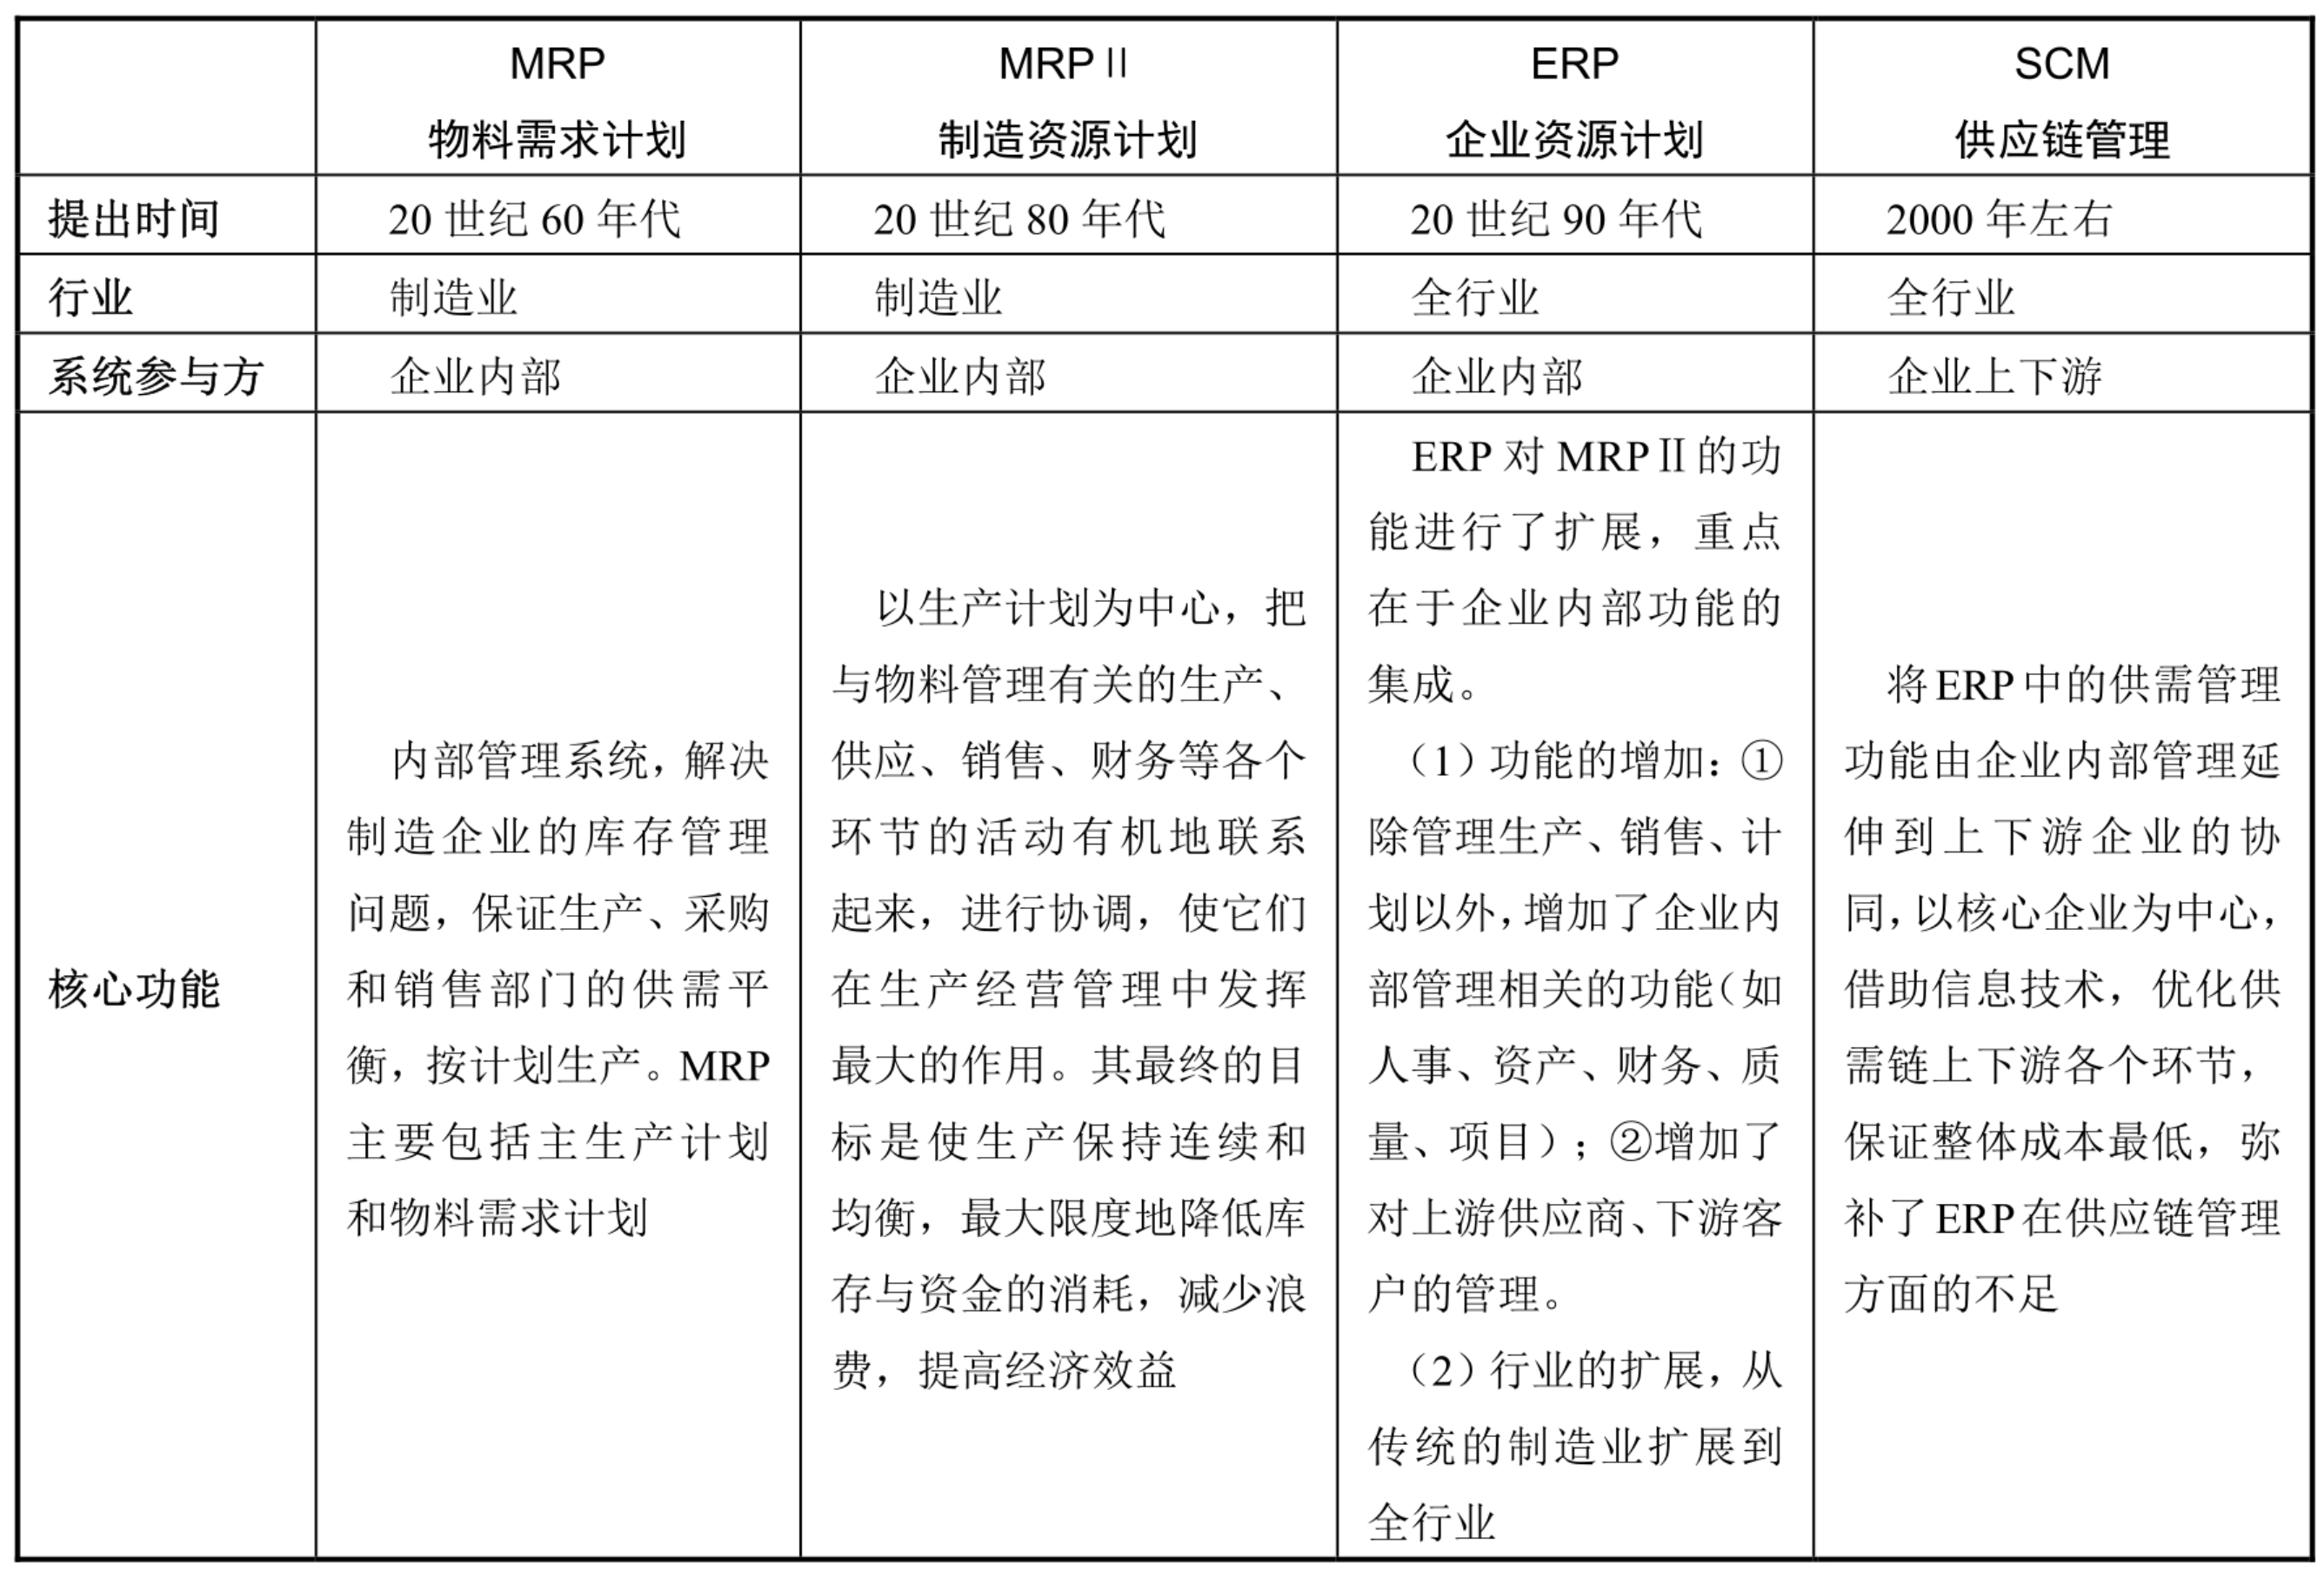 MRP
物料需求计划
MRPⅡ
制造资源计划
ERP
企业资源计划
SCM
供应链管理
提出时间
20 世纪 60 年代
20 世纪 80 年代
20 世纪 90 年代
2000 年左右
行业
制造业
制造业
全行业
全行业
系统参与方
企业内部
企业内部
企业内部
企业上下游
核心功能
内部管理系统，解决
制造企业的库存管理
问题，保证生产、采购
和销售部门的供需平
衡，按计划生产。MRP
主要包括主生产计划
和物料需求计划
以生产计划为中心，把
与物料管理有关的生产、
供应、销售、财务等各个
环节的活动有机地联系
起来，进行协调，使它们
在生产经营管理中发挥
最大的作用。其最终的目
标是使生产保持连续和
均衡，最大限度地降低库
存与资金的消耗，减少浪
费，提高经济效益
ERP 对 MRPⅡ的功
能进行了扩展，重点
在于企业内部功能的
集成。
（1）功能的增加：①
除管理生产、销售、计
划以外，增加了企业内
部管理相关的功能（如
人事、资产、财务、质
量、项目）；②增加了
对上游供应商、下游客
户的管理。
（2）行业的扩展，从
传统的制造业扩展到
全行业
将 ERP 中的供需管理
功能由企业内部管理延
伸到上下游企业的协
同，以核心企业为中心，
借助信息技术，优化供
需链上下游各个环节，
保证整体成本最低，弥
补了 ERP 在供应链管理
方面的不足